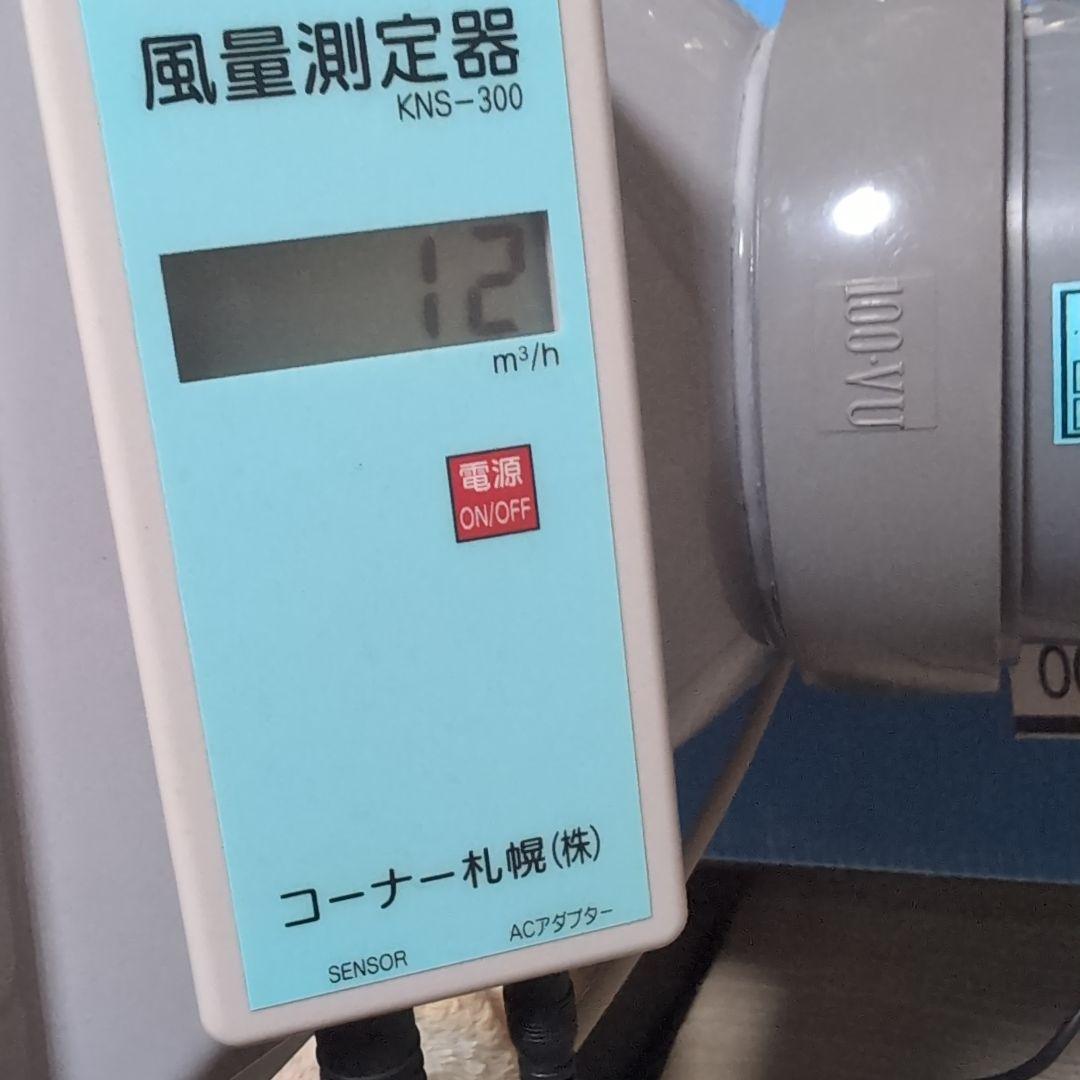 風量測定器
KNS-300
12
m³/h
電源
ON/OFF
コーナー札幌(株)
SENSOR
ACアダプター
100·VU